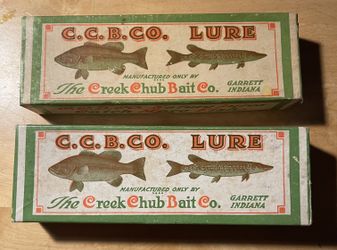 C.C.B.CO. LURE
MANUFACTURED ONLY BY
The Creek Chub Bait Co.
GARRETT
INDIANA
C.C.B.CO. LURE
MANUFACTURED ONLY BY
The Creek Chub Bait Co.
GARRETT
INDIANA